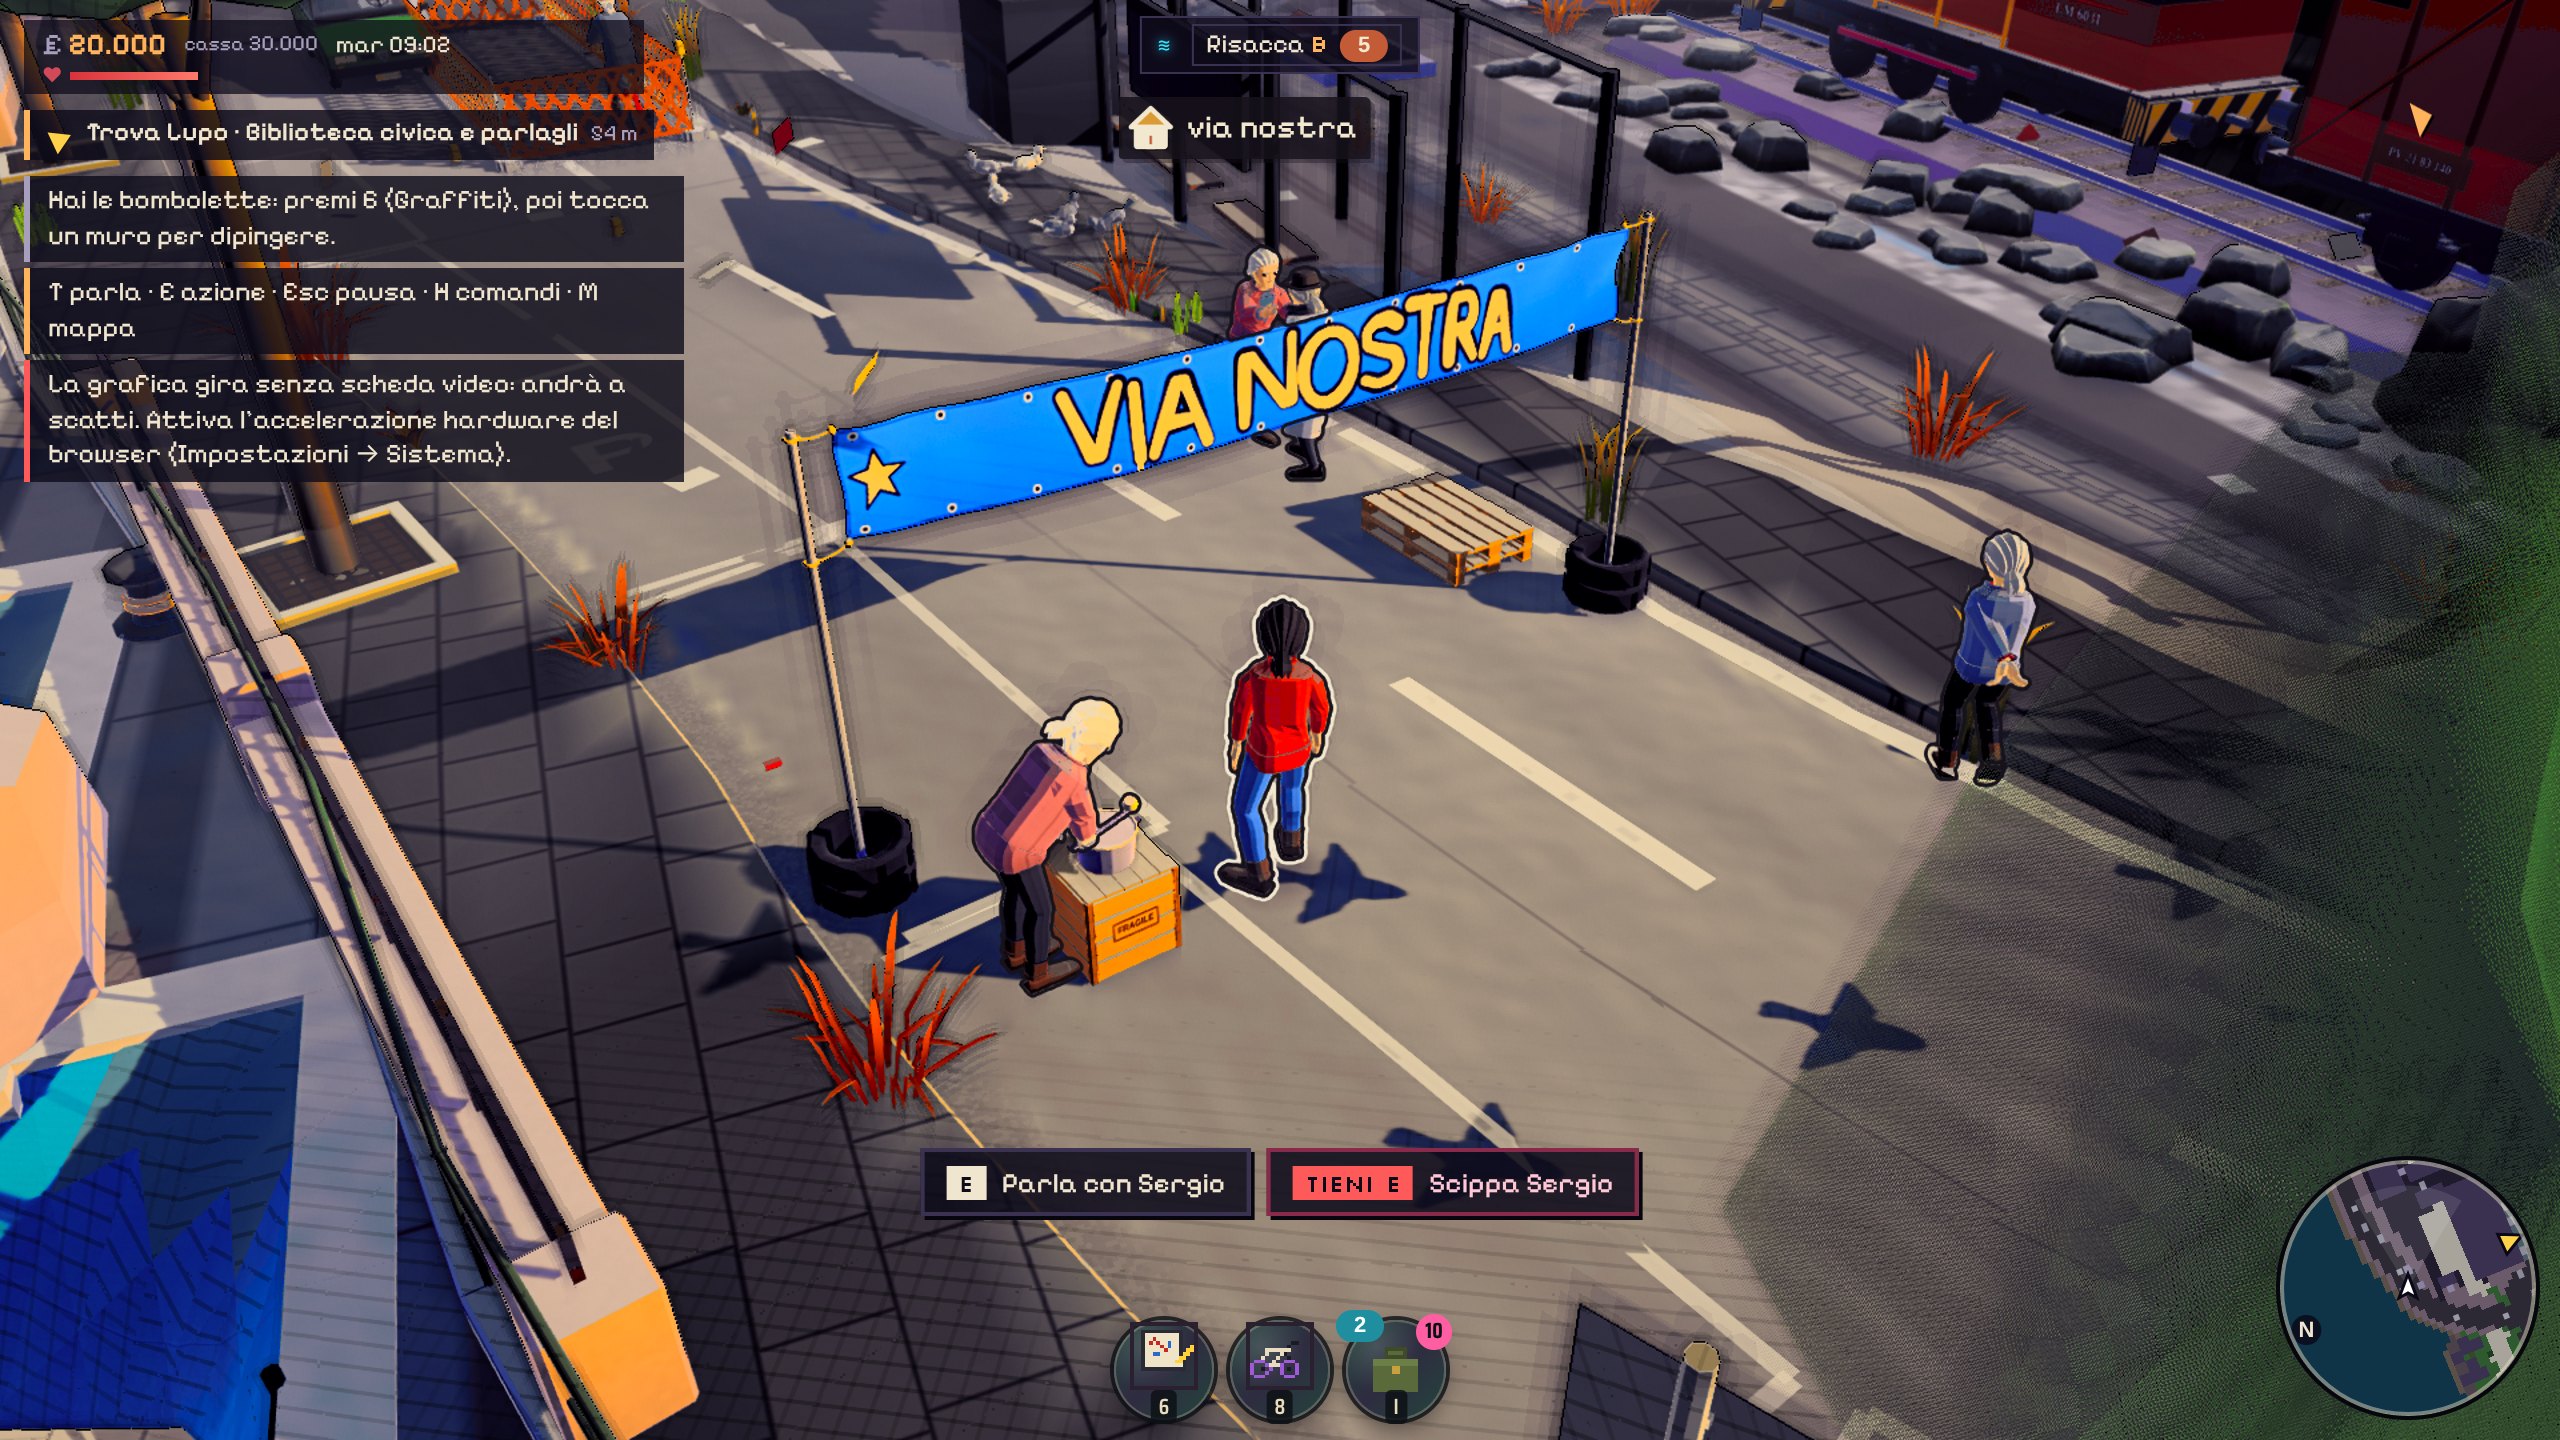 £ 80.000 cassa 30.000 mar 09:02
Trova Lupo · Biblioteca civica e parlagli 94 m
Hai le bombolette: premi 6 (Graffiti), poi tocca
un muro per dipingere.
T parla · E azione · Esc pausa · H comandi · M
mappa
La grafica gira senza scheda video: andrà a
scatti. Attiva l'accelerazione hardware del
browser (Impostazioni → Sistema).
Risacca B 5
via nostra
VIA NOSTRA
FRAGILE
E Parla con Sergio
TIENI E Scippa Sergio
6
8
2
10
I
N